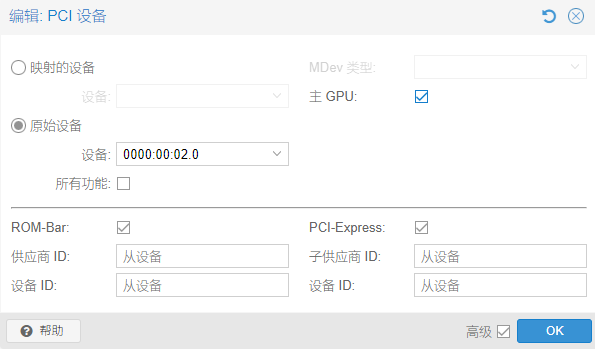 编辑: PCI 设备
映射的设备 MDev 类型:
设备: 主 GPU:
原始设备
设备: 0000:00:02.0
所有功能:
ROM-Bar: PCI-Express:
供应商 ID: 从设备 子供应商 ID: 从设备
设备 ID: 从设备 设备 ID: 从设备
帮助 高级 OK